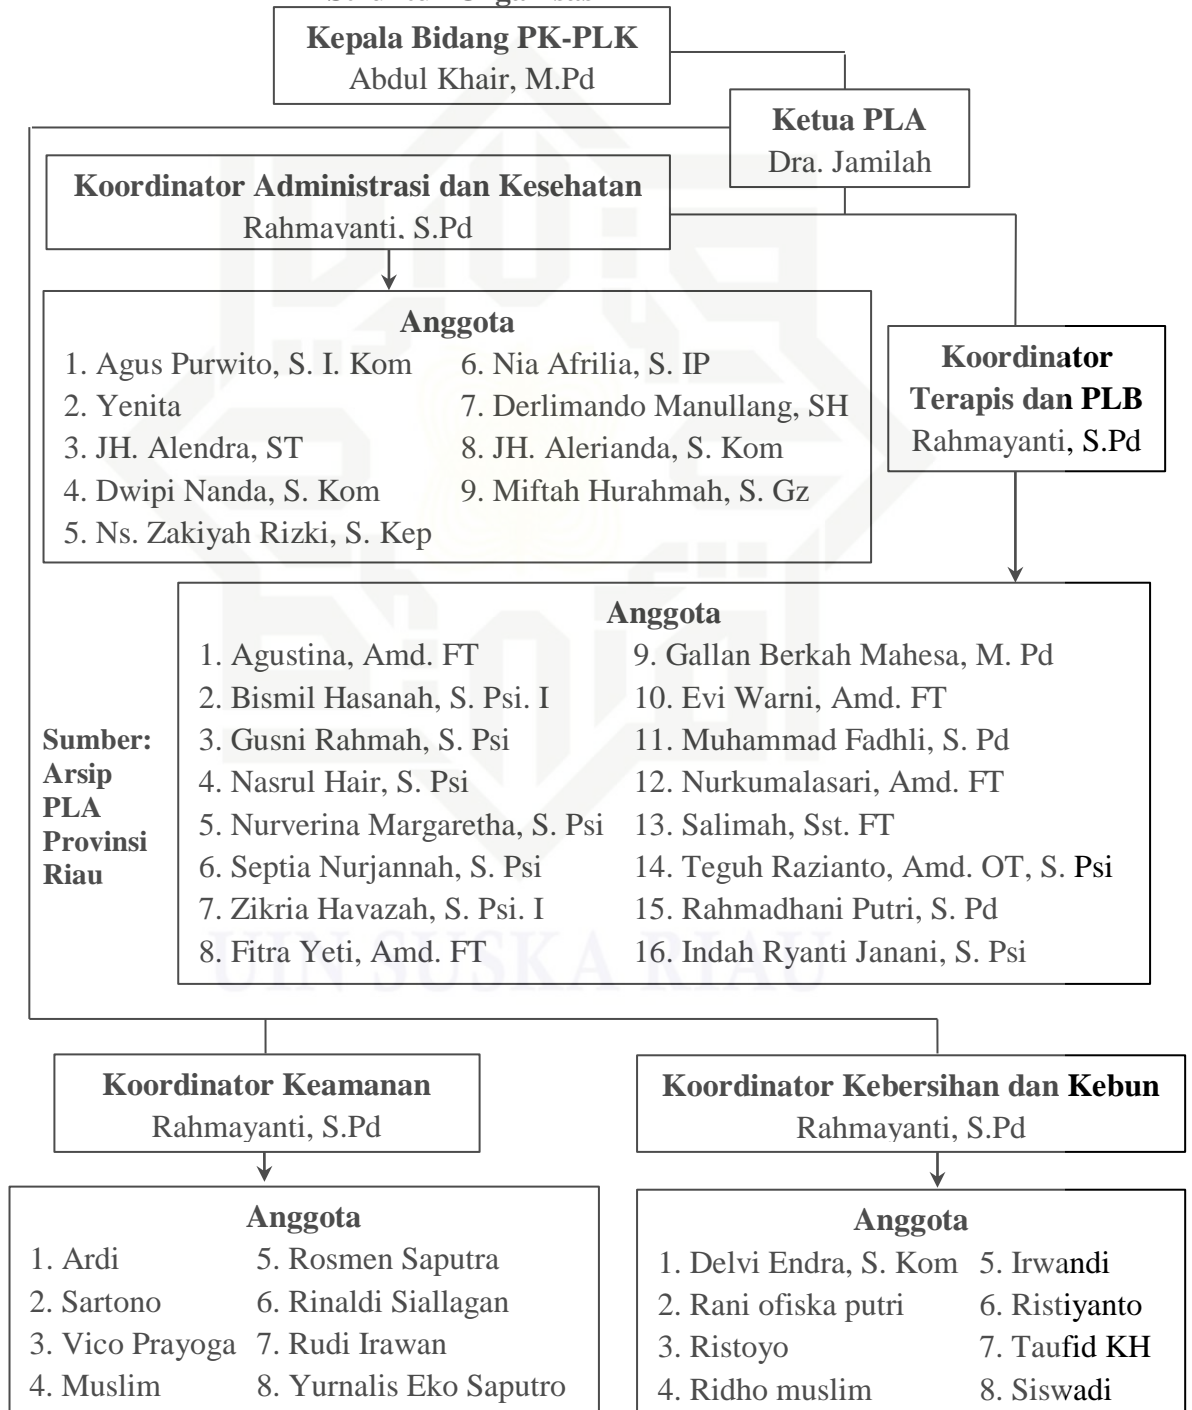 Kepala Bidang PK-PLK
Abdul Khair, M.Pd
Ketua PLA
Dra. Jamilah
Koordinator Administrasi dan Kesehatan
Rahmayanti, S.Pd
Anggota
1. Agus Purwito, S. I. Kom
2. Yenita
3. JH. Alendra, ST
4. Dwipi Nanda, S. Kom
5. Ns. Zakiyah Rizki, S. Kep
6. Nia Afrilia, S. IP
7. Derlimando Manullang, SH
8. JH. Alerianda, S. Kom
9. Miftah Hurahmah, S. Gz
Koordinator
Terapis dan PLB
Rahmayanti, S.Pd
Anggota
1. Agustina, Amd. FT
2. Bismil Hasanah, S. Psi. I
3. Gusni Rahmah, S. Psi
4. Nasrul Hair, S. Psi
5. Nurverina Margaretha, S. Psi
6. Septia Nurjannah, S. Psi
7. Zikria Havazah, S. Psi. I
8. Fitra Yeti, Amd. FT
9. Gallan Berkah Mahesa, M. Pd
10. Evi Warni, Amd. FT
11. Muhammad Fadhli, S. Pd
12. Nurkumalasari, Amd. FT
13. Salimah, Sst. FT
14. Teguh Razianto, Amd. OT, S. Psi
15. Rahmadhani Putri, S. Pd
16. Indah Ryanti Janani, S. Psi
Sumber:
Arsip
PLA
Provinsi
Riau
UIN SUSKA RIAU
Koordinator Keamanan
Rahmayanti, S.Pd
Anggota
1. Ardi
2. Sartono
3. Vico Prayoga
4. Muslim
5. Rosmen Saputra
6. Rinaldi Siallagan
7. Rudi Irawan
8. Yurnalis Eko Saputro
Koordinator Kebersihan dan Kebun
Rahmayanti, S.Pd
Anggota
1. Delvi Endra, S. Kom
2. Rani ofiska putri
3. Ristoyo
4. Ridho muslim
5. Irwandi
6. Ristiyanto
7. Taufid KH
8. Siswadi